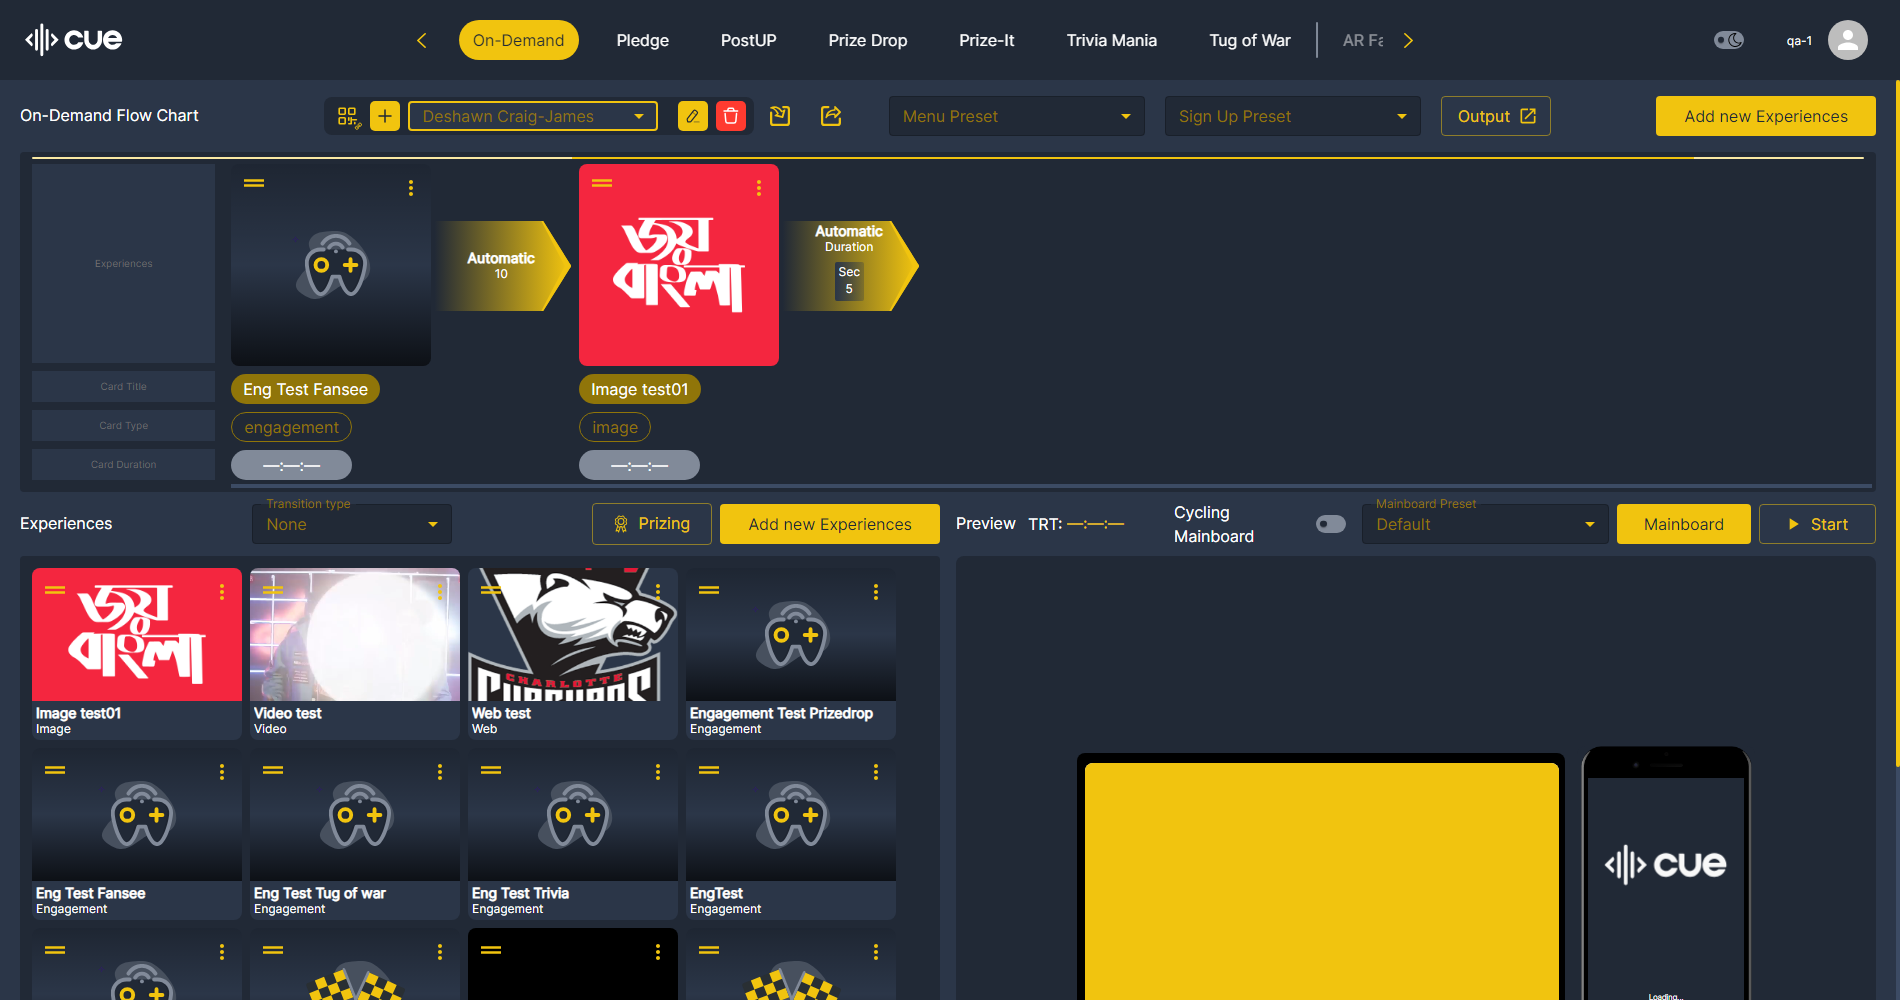 cue
On-Demand
Pledge
PostUP
Prize Drop
Prize-It
Trivia Mania
Tug of War
AR Fa
qa-1
On-Demand Flow Chart
Deshawn Craig-James
Menu Preset
Sign Up Preset
Output
Add new Experiences
Experiences
Automatic
10
জয়
বাংলা
Automatic
Duration
Sec
5
Card Title
Eng Test Fansee
Image test01
Card Type
engagement
image
Card Duration
—:—:—
—:—:—
Experiences
Transition type
None
Prizing
Add new Experiences
Preview
TRT: —:—:—
Cycling
Mainboard
Mainboard Preset
Default
Mainboard
Start
জয়
বাংলা
CHARLOTTE
Image test01
Image
Video test
Video
Web test
Web
Engagement Test Prizedrop
Engagement
Eng Test Fansee
Engagement
Eng Test Tug of war
Engagement
Eng Test Trivia
Engagement
EngTest
Engagement
cue
Loading...